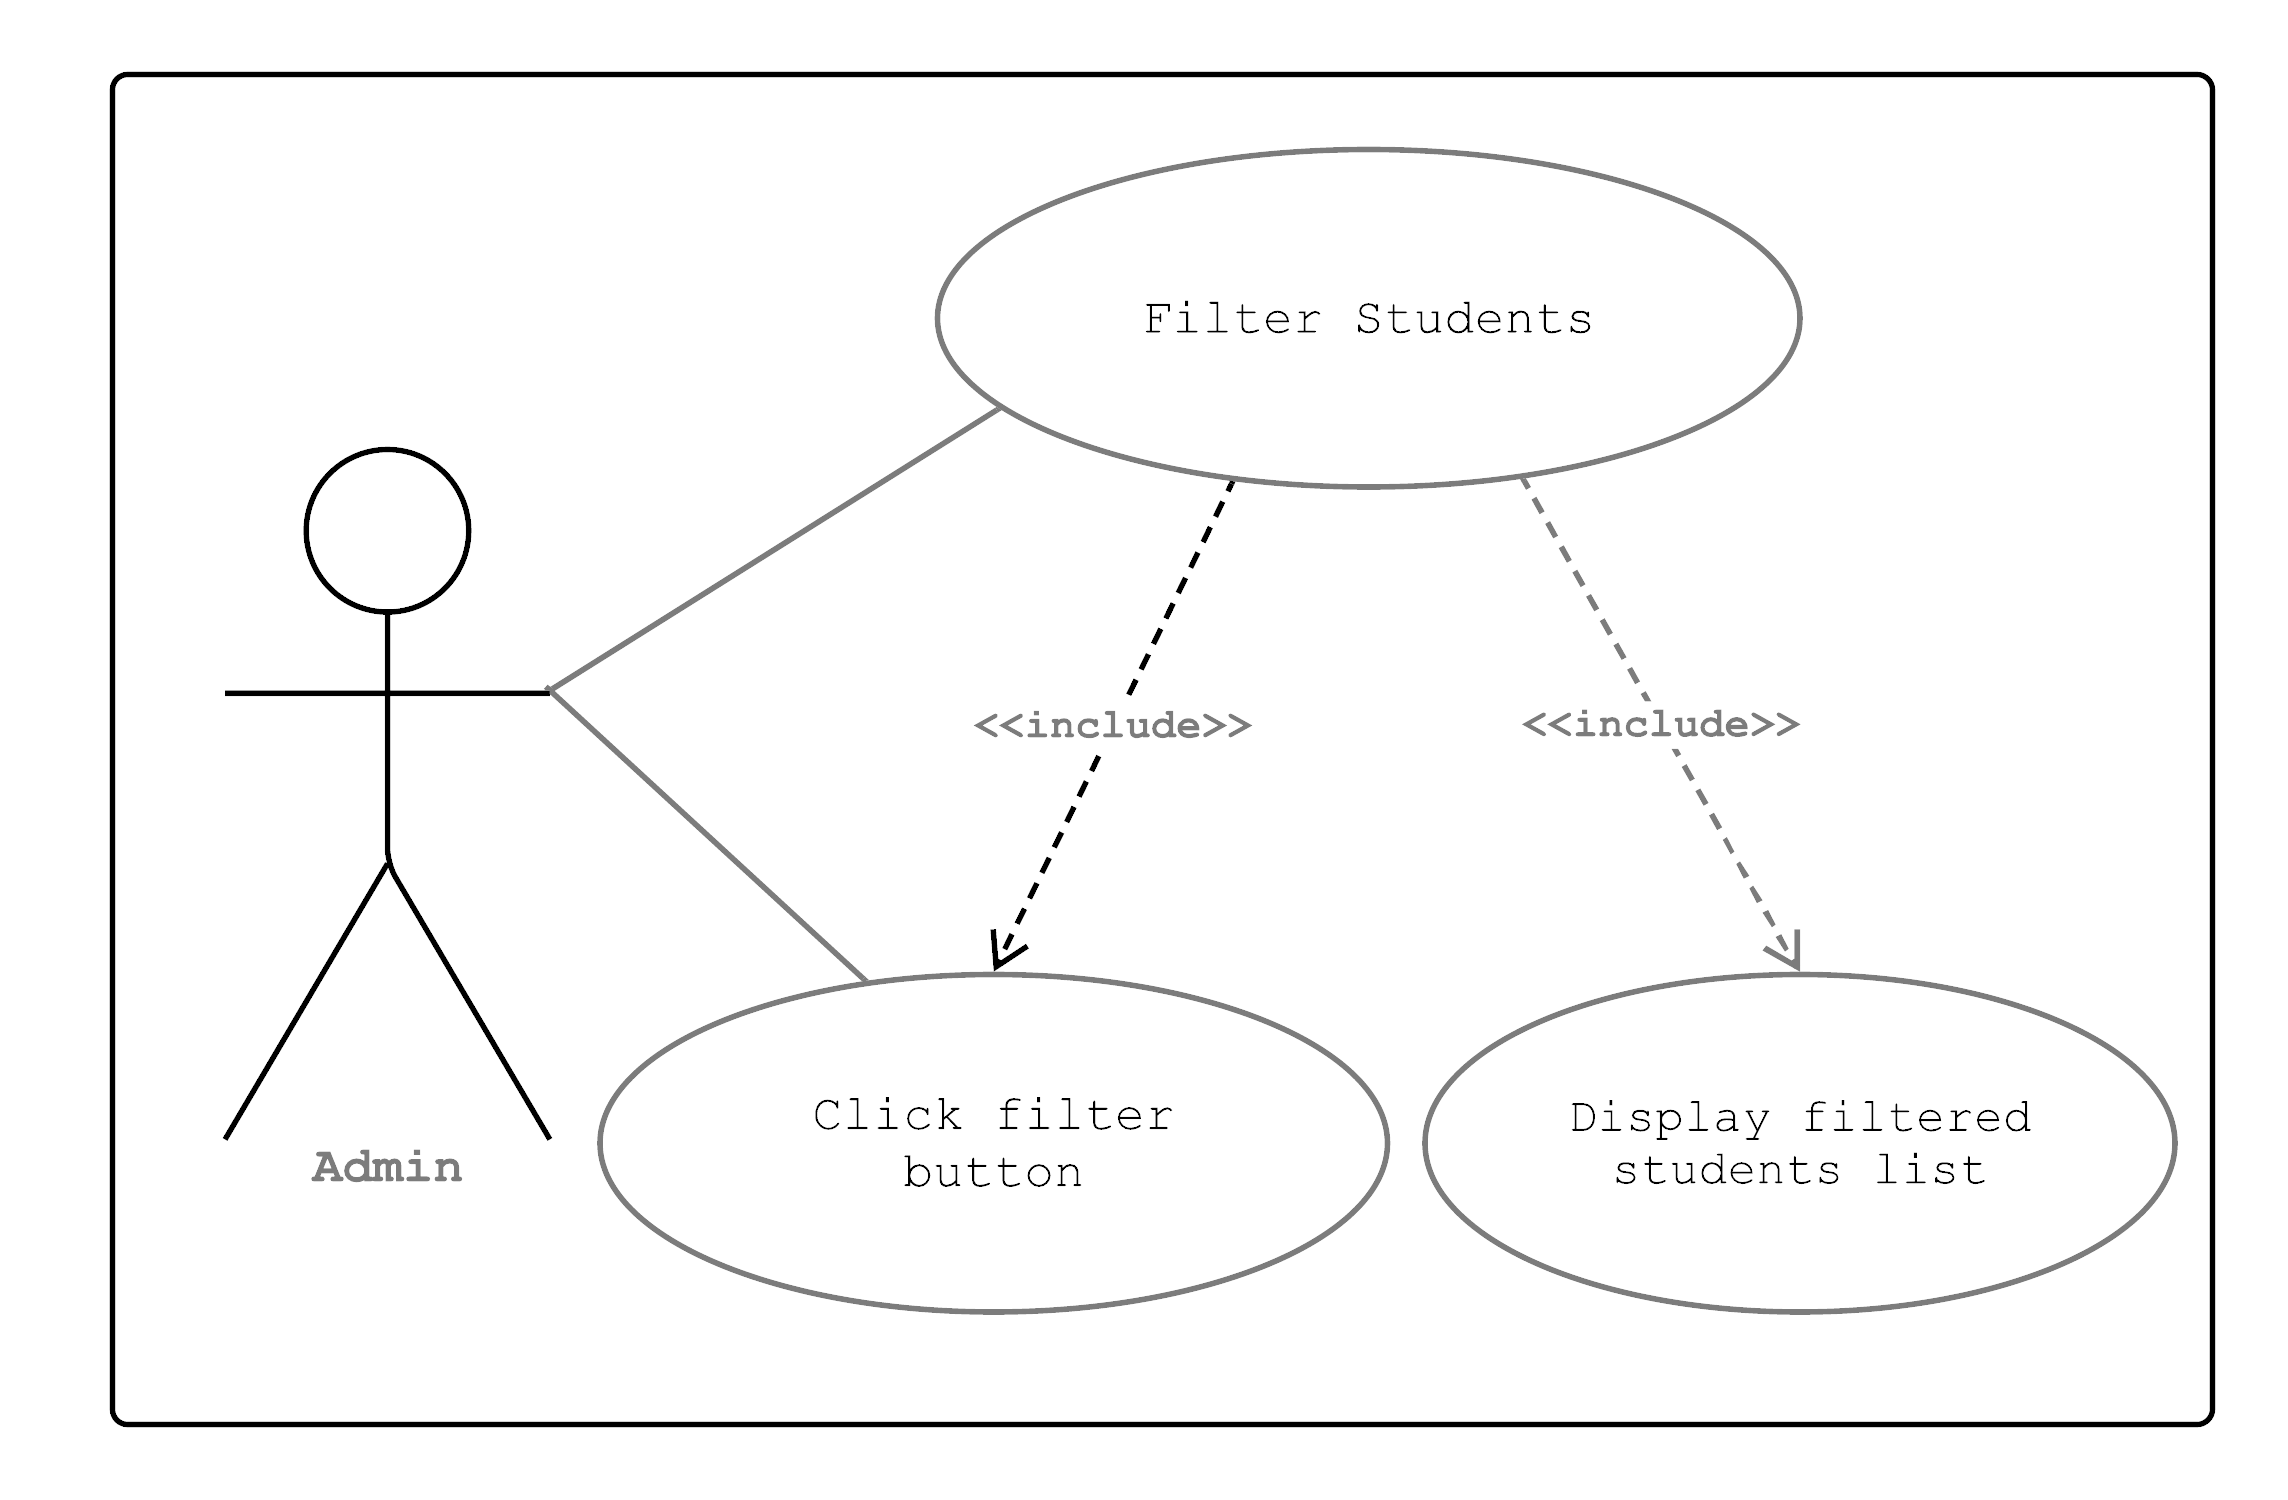 Filter Students
<<include>>
<<include>>
Click filter
button
Display filtered
students list
Admin